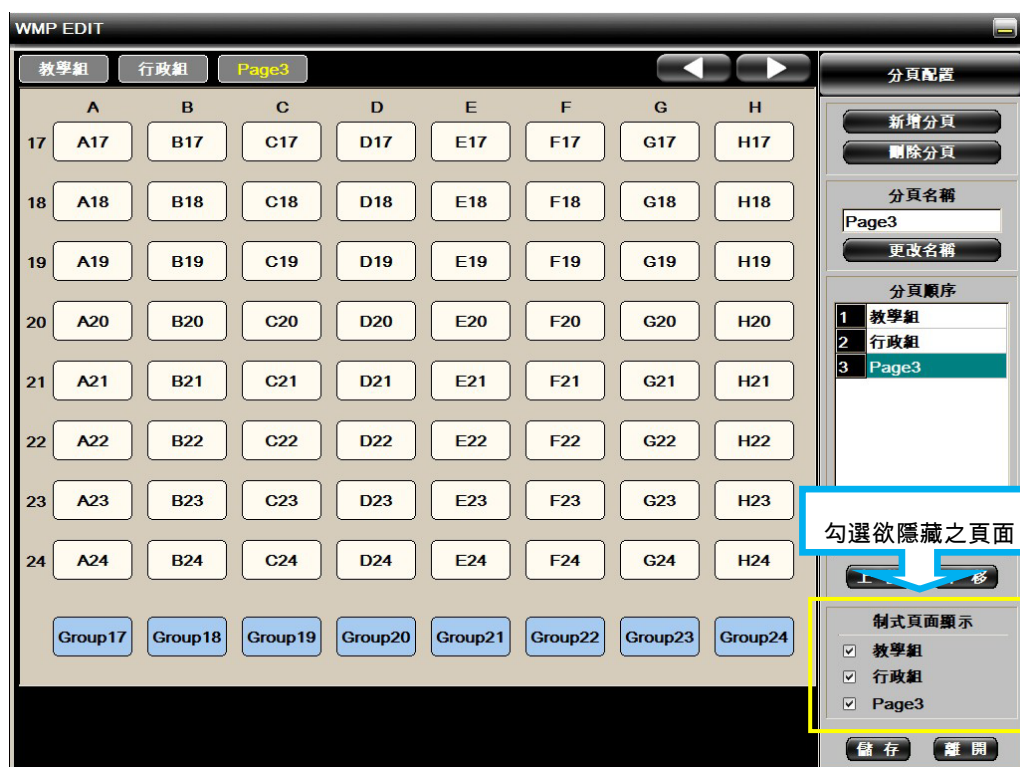 WMP EDIT
教學組 行政組 Page3
A B C D E F G H
17 A17 B17 C17 D17 E17 F17 G17 H17
18 A18 B18 C18 D18 E18 F18 G18 H18
19 A19 B19 C19 D19 E19 F19 G19 H19
20 A20 B20 C20 D20 E20 F20 G20 H20
21 A21 B21 C21 D21 E21 F21 G21 H21
22 A22 B22 C22 D22 E22 F22 G22 H22
23 A23 B23 C23 D23 E23 F23 G23 H23
24 A24 B24 C24 D24 E24 F24 G24 H24
Group17 Group18 Group19 Group20 Group21 Group22 Group23 Group24
分頁配置
新增分頁
刪除分頁
分頁名稱
Page3
更改名稱
分頁順序
1 教學組
2 行政組
3 Page3
勾選欲隱藏之頁面
移
制式頁面顯示
教學組
行政組
Page3
儲存 離開